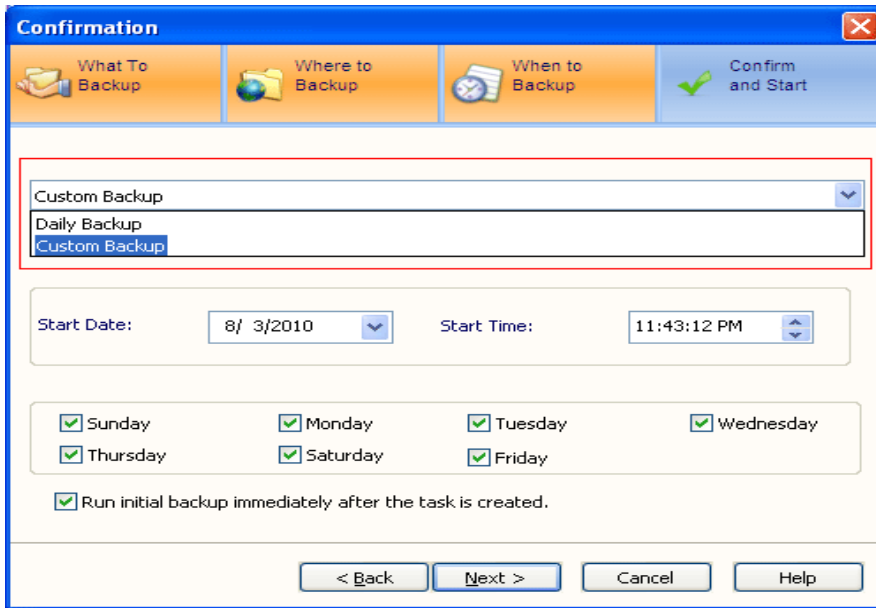 Confirmation
What To
Backup
Where to
Backup
When to
Backup
Confirm
and Start
Custom Backup
Daily Backup
Custom Backup
Start Date: 8/ 3/2010 Start Time: 11:43:12 PM
Sunday Monday Tuesday Wednesday
Thursday Saturday Friday
Run initial backup immediately after the task is created.
< Back Next > Cancel Help